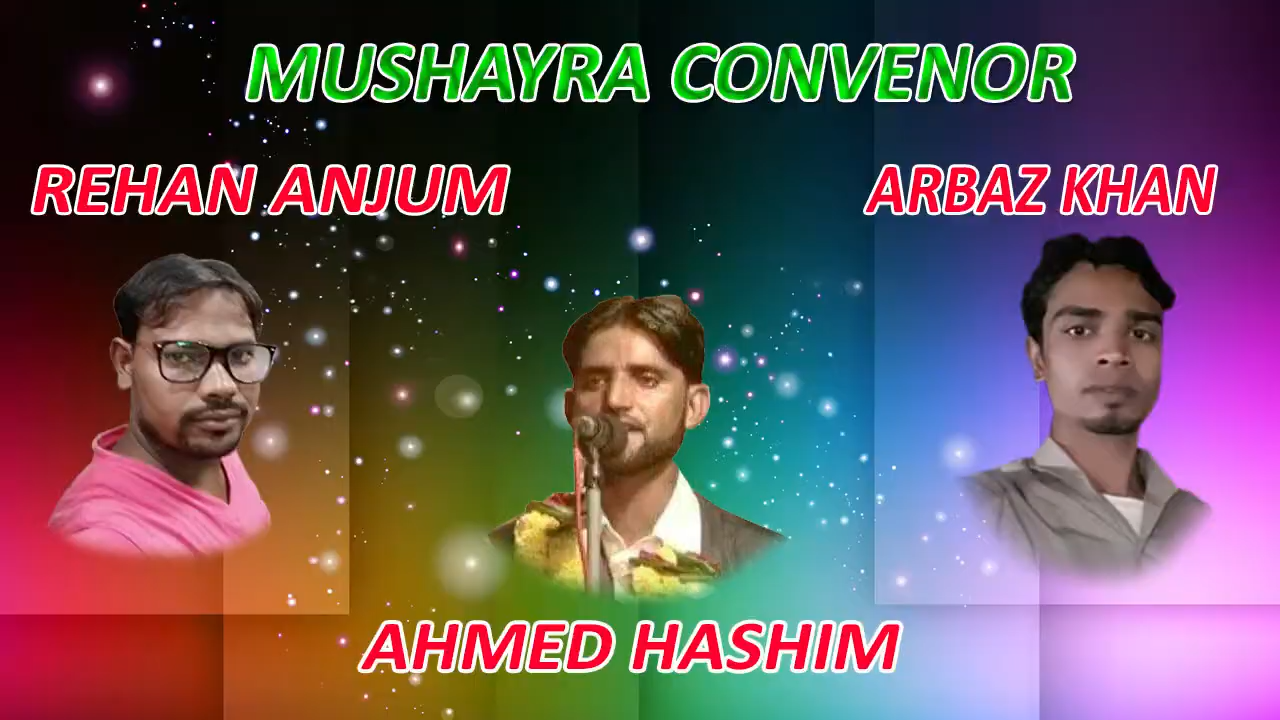 MUSHAYRA CONVENOR
REHAN ANJUM
ARBAZ KHAN
AHMED HASHIM